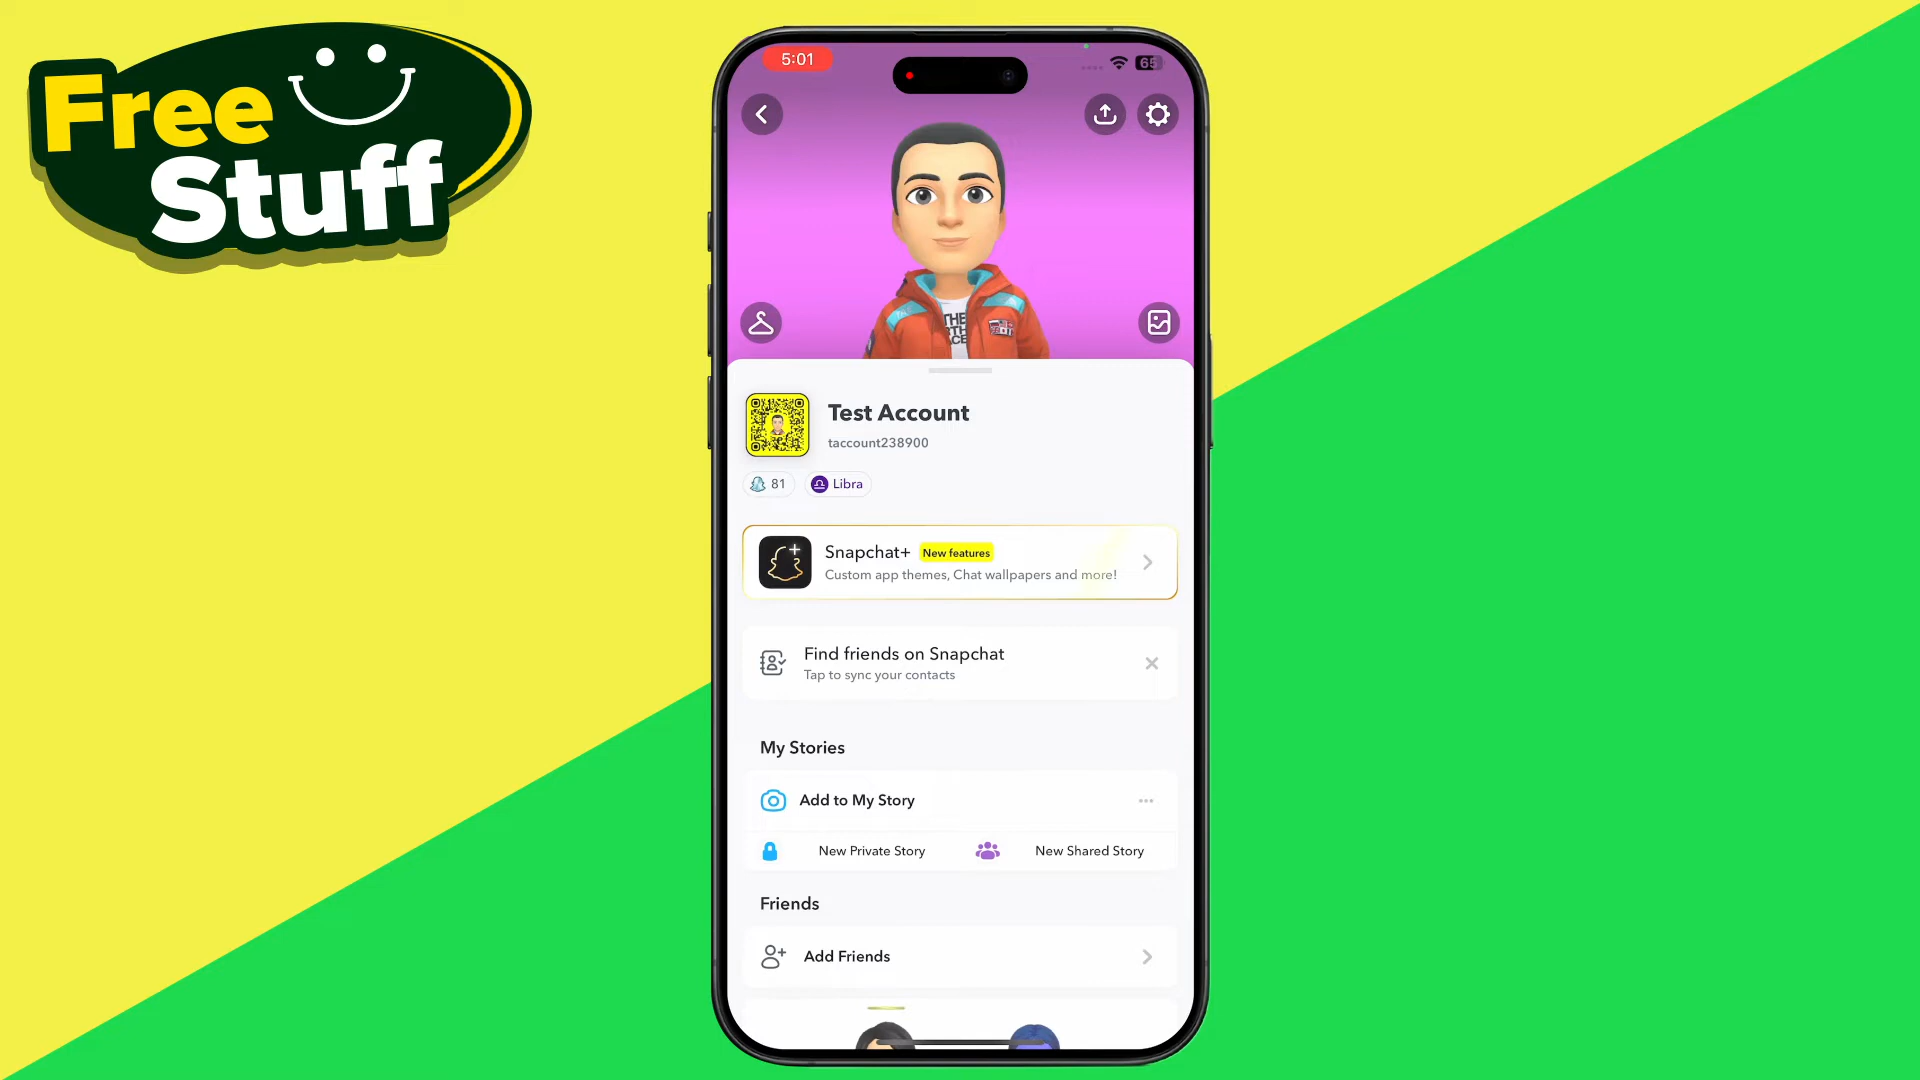 Free
Stuff
5:01
65
THE
Test Account
taccount238900
81
Libra
Snapchat+ New features
Custom app themes, Chat wallpapers and more!
Find friends on Snapchat
Tap to sync your contacts
My Stories
Add to My Story
New Private Story
New Shared Story
Friends
Add Friends